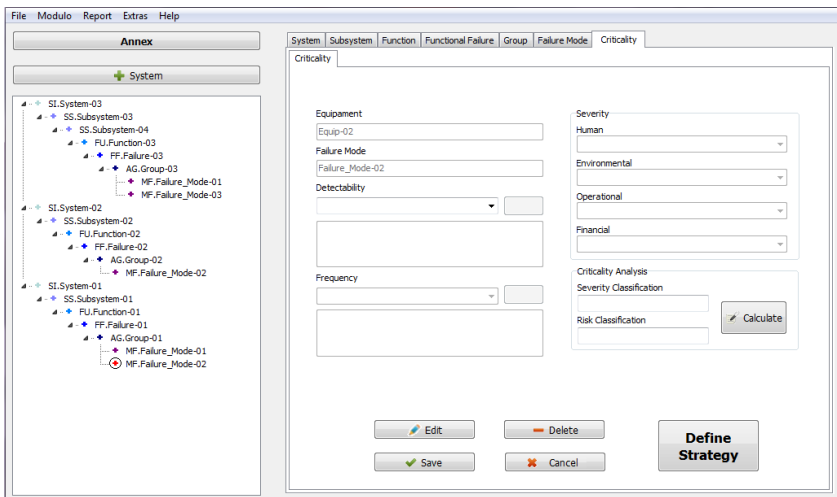 File Modulo Report Extras Help
Annex
System
SI.System-03
SS.Subsystem-03
SS.Subsystem-04
FU.Function-03
FF.Failure-03
AG.Group-03
MF.Failure_Mode-01
MF.Failure_Mode-03
SI.System-02
SS.Subsystem-02
FU.Function-02
FF.Failure-02
AG.Group-02
MF.Failure_Mode-02
SI.System-01
SS.Subsystem-01
FU.Function-01
FF.Failure-01
AG.Group-01
MF.Failure_Mode-01
MF.Failure_Mode-02
System Subsystem Function Functional Failure Group Failure Mode Criticality
Criticality
Equipament
Equip-02
Failure Mode
Failure_Mode-02
Detectability
Frequency
Severity
Human
Environmental
Operational
Financial
Criticality Analysis
Severity Classification
Risk Classification
Calculate
Edit
Delete
Save
Cancel
Define
Strategy